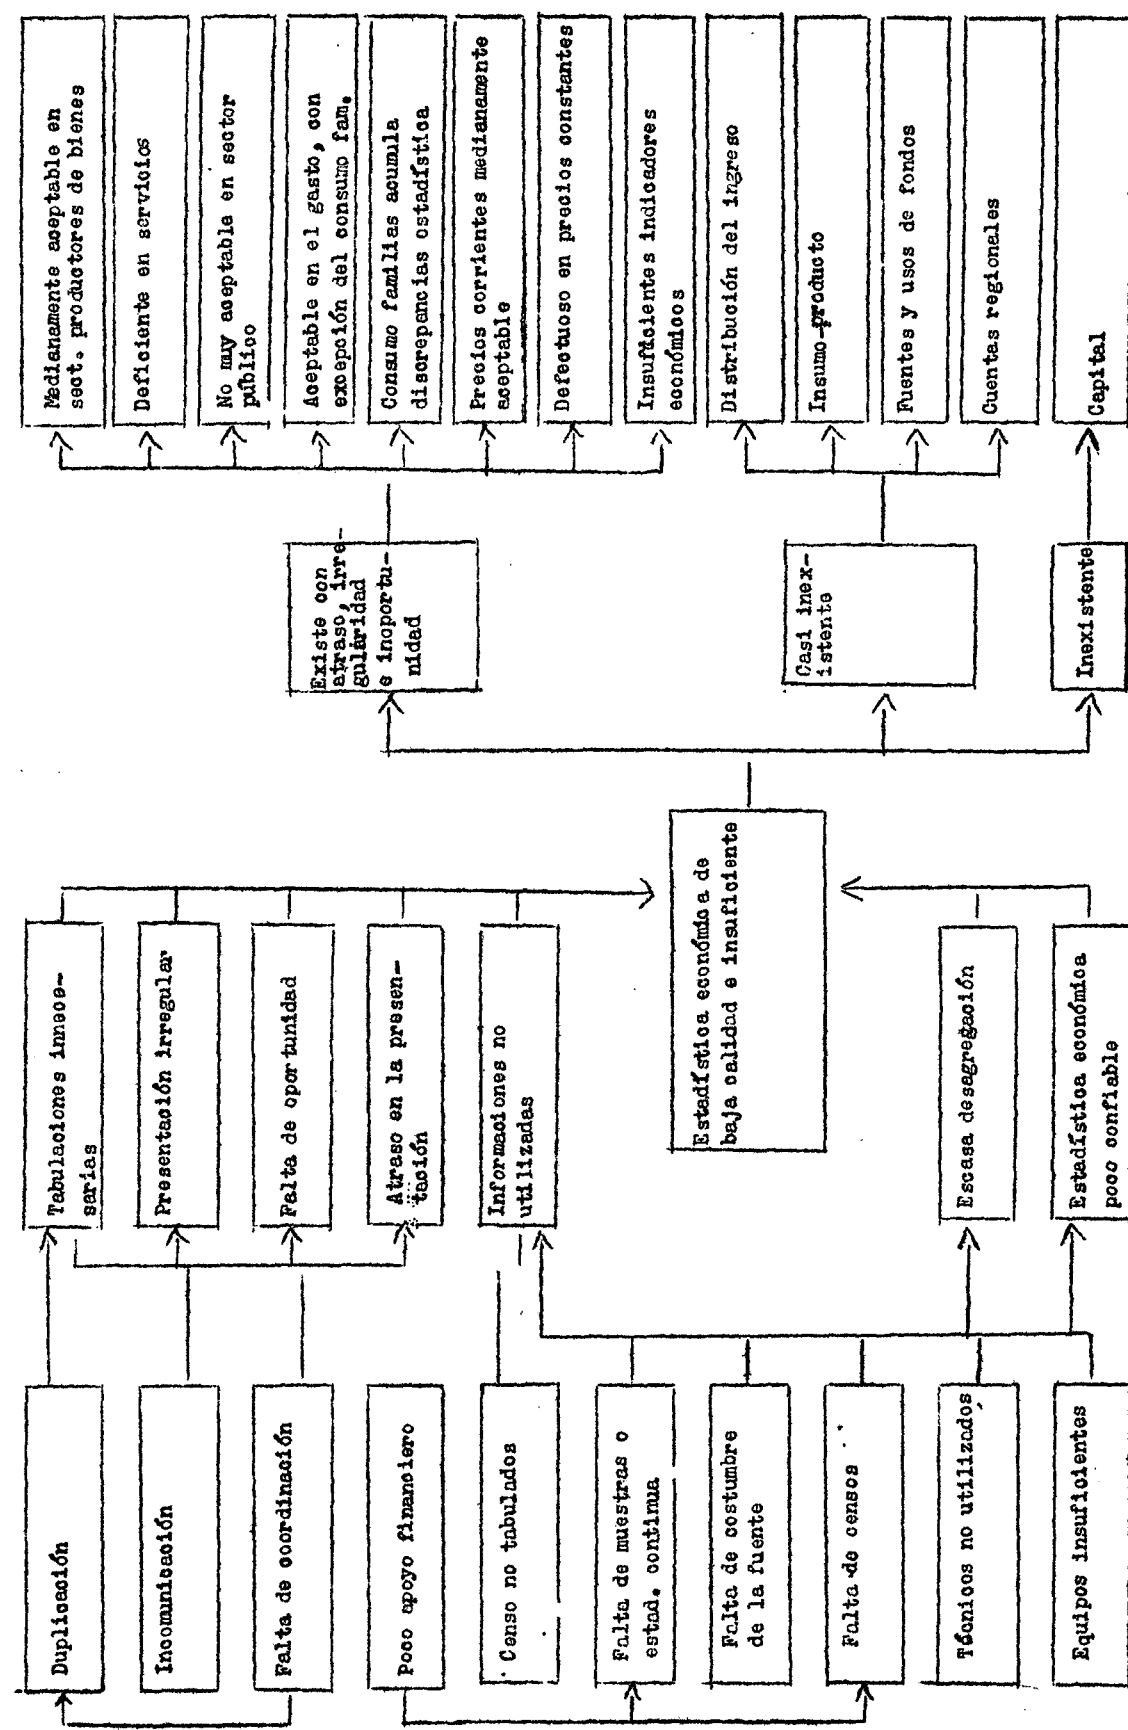 Duplicación
Incomunicación
Falta de coordinación
Poco apoyo financiero
Censo no tabulados
Falta de muestras o
estad. continua
Falta de costumbre
de la fuente
Falta de censos
Técnicos no utilizados
Equipos insuficientes
Tabulaciones innece-
sarias
Presentación irregular
Falta de oportunidad
Atraso en la presen-
tación
Informaciones no
utilizadas
Escasa desagregación
Estadística económica
poco confiable
Estadística económica de
baja calidad e insuficiente
Existe con
atraso, irre-
gularidad
e inoportu-
nidad
Casi inex-
istente
Inexistente
Medianamente aceptable en
sect. productores de bienes
Deficiente en servicios
No muy aceptable en sector
público
Aceptable en el gasto, con
excepción del consumo fam.
Consumo familias acumula
discrepancias estadística
Precios corrientes medianamente
aceptable
Defectuoso en precios constantes
Insuficientes indicadores
económicos
Distribución del ingreso
Insumo-producto
Fuentes y usos de fondos
Cuentas regionales
Capital